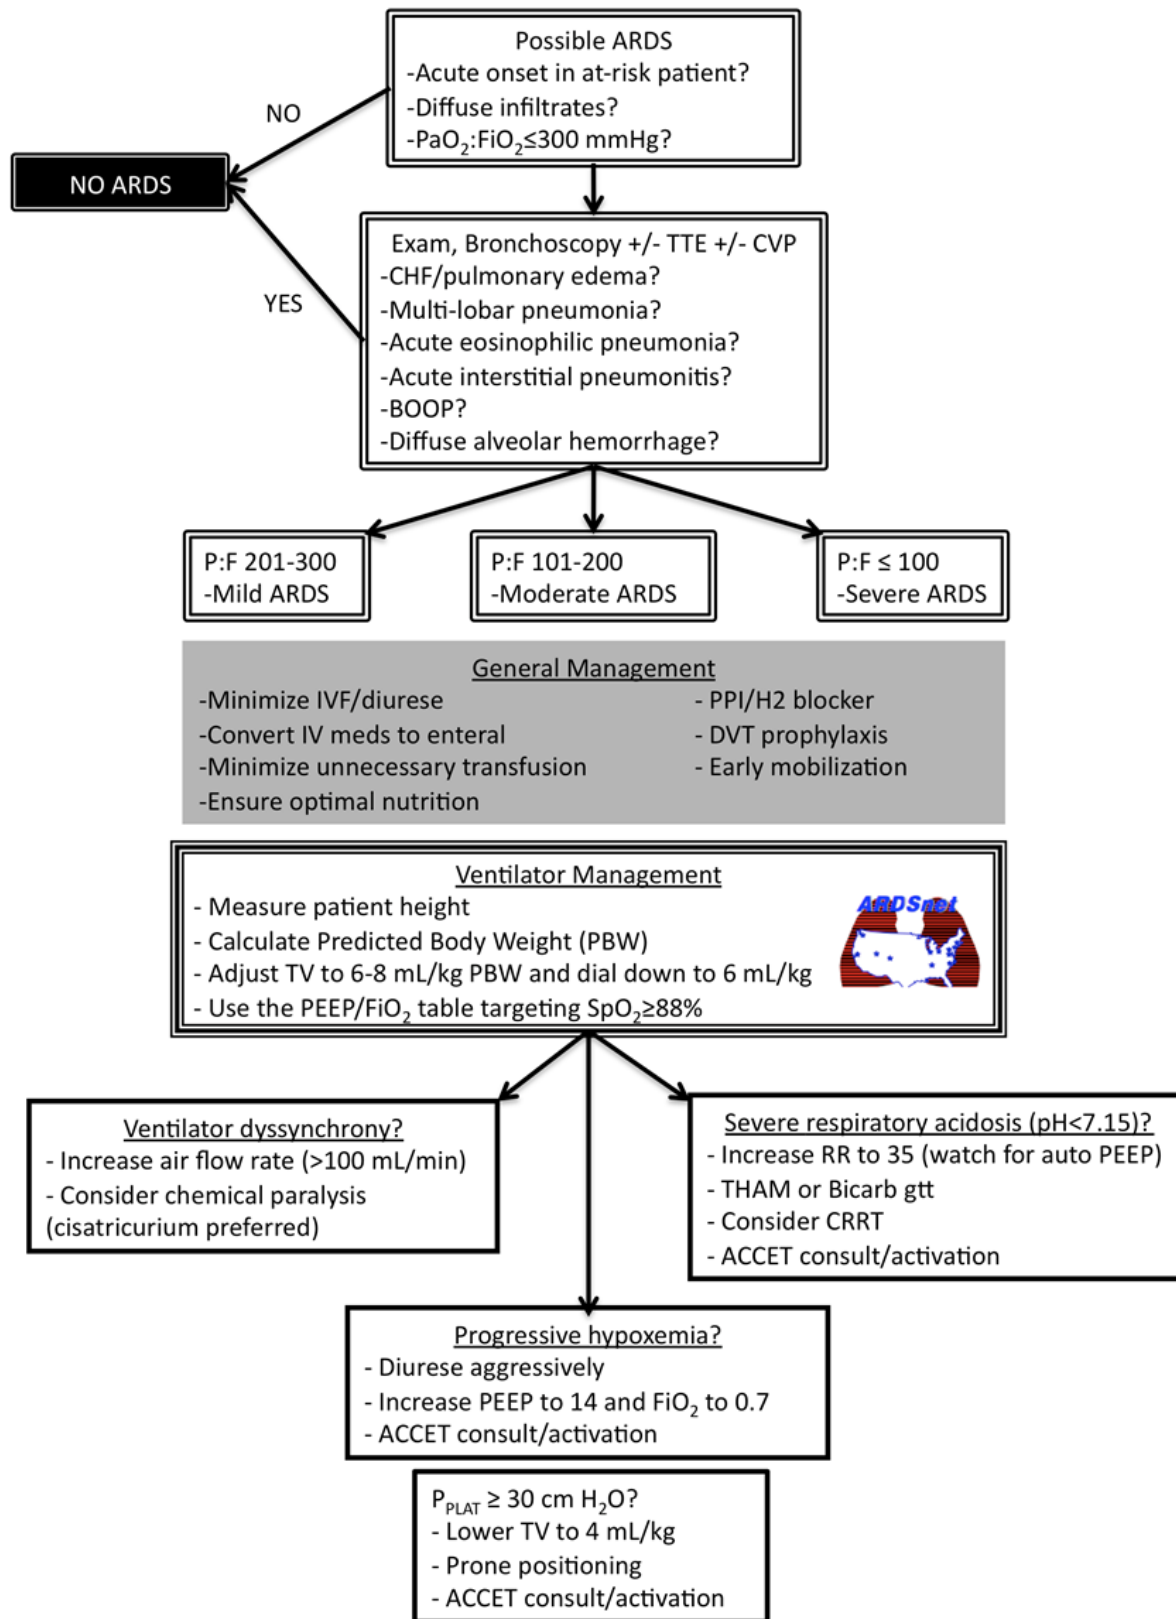 Possible ARDS
-Acute onset in at-risk patient?
-Diffuse infiltrates?
-PaO₂:FiO₂≤300 mmHg?
NO
NO ARDS
Exam, Bronchoscopy +/- TTE +/- CVP
-CHF/pulmonary edema?
-Multi-lobar pneumonia?
-Acute eosinophilic pneumonia?
-Acute interstitial pneumonitis?
-BOOP?
-Diffuse alveolar hemorrhage?
YES
P:F 201-300
-Mild ARDS
P:F 101-200
-Moderate ARDS
P:F ≤ 100
-Severe ARDS
General Management
-Minimize IVF/diurese
-Convert IV meds to enteral
-Minimize unnecessary transfusion
-Ensure optimal nutrition
- PPI/H2 blocker
- DVT prophylaxis
- Early mobilization
Ventilator Management
- Measure patient height
- Calculate Predicted Body Weight (PBW)
- Adjust TV to 6-8 mL/kg PBW and dial down to 6 mL/kg
- Use the PEEP/FiO₂ table targeting SpO₂≥88%
ARDSnet
Ventilator dyssynchrony?
- Increase air flow rate (>100 mL/min)
- Consider chemical paralysis
(cisatricurium preferred)
Severe respiratory acidosis (pH<7.15)?
- Increase RR to 35 (watch for auto PEEP)
- THAM or Bicarb gtt
- Consider CRRT
- ACCET consult/activation
Progressive hypoxemia?
- Diurese aggressively
- Increase PEEP to 14 and FiO₂ to 0.7
- ACCET consult/activation
P_PLAT ≥ 30 cm H₂O?
- Lower TV to 4 mL/kg
- Prone positioning
- ACCET consult/activation